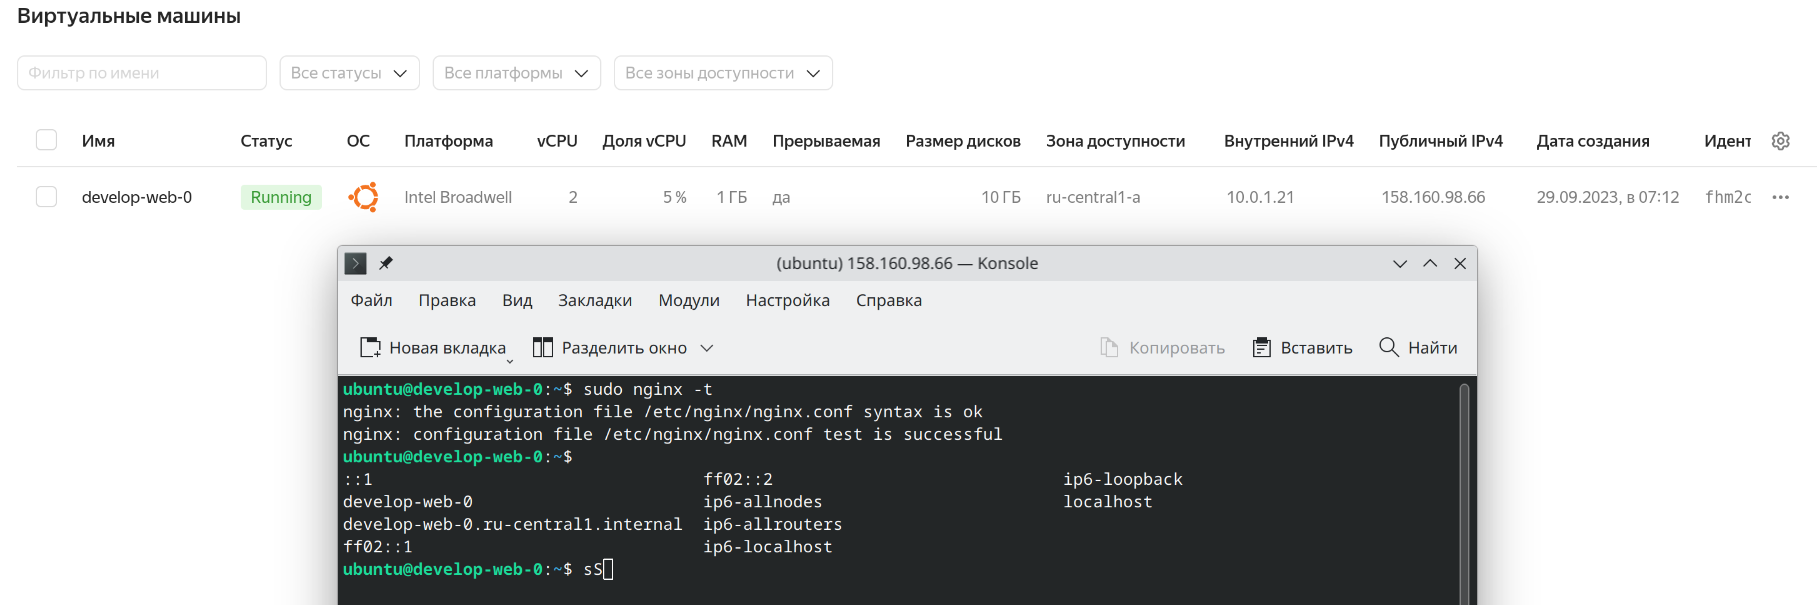 Виртуальные машины
Фильтр по имени Все статусы Все платформы Все зоны доступности
Имя Статус ОС Платформа vCPU Доля vCPU RAM Прерываемая Размер дисков Зона доступности Внутренний IPv4 Публичный IPv4 Дата создания Идент
develop-web-0 Running Intel Broadwell 2 5 % 1 ГБ да 10 ГБ ru-central1-a 10.0.1.21 158.160.98.66 29.09.2023, в 07:12 fhm2c
(ubuntu) 158.160.98.66 — Konsole
Файл Правка Вид Закладки Модули Настройка Справка
Новая вкладка Разделить окно Копировать Вставить Найти
ubuntu@develop-web-0:~$ sudo nginx -t
nginx: the configuration file /etc/nginx/nginx.conf syntax is ok
nginx: configuration file /etc/nginx/nginx.conf test is successful
ubuntu@develop-web-0:~$
::1 ff02::2 ip6-loopback
develop-web-0 ip6-allnodes localhost
develop-web-0.ru-central1.internal ip6-allrouters
ff02::1 ip6-localhost
ubuntu@develop-web-0:~$ sS